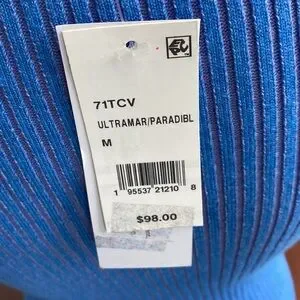 71TCV
ULTRAMAR/PARADIBL
M
1 95537 21210 8
$98.00